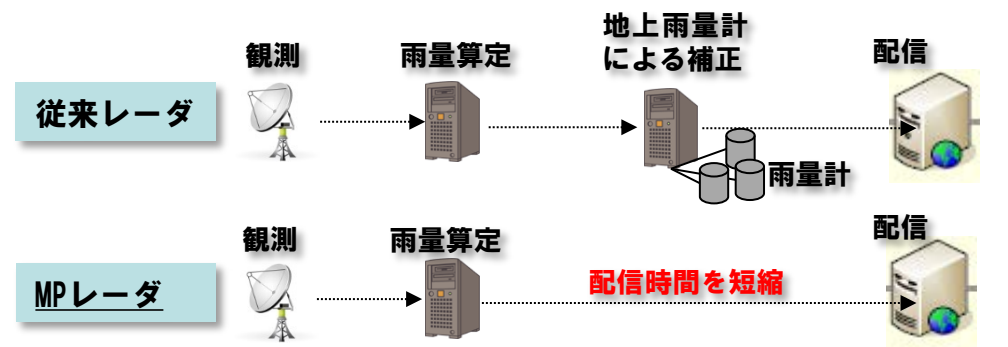 従来レーダ
観測
雨量算定
地上雨量計
による補正
雨量計
配信
MPレーダ
観測
雨量算定
配信時間を短縮
配信